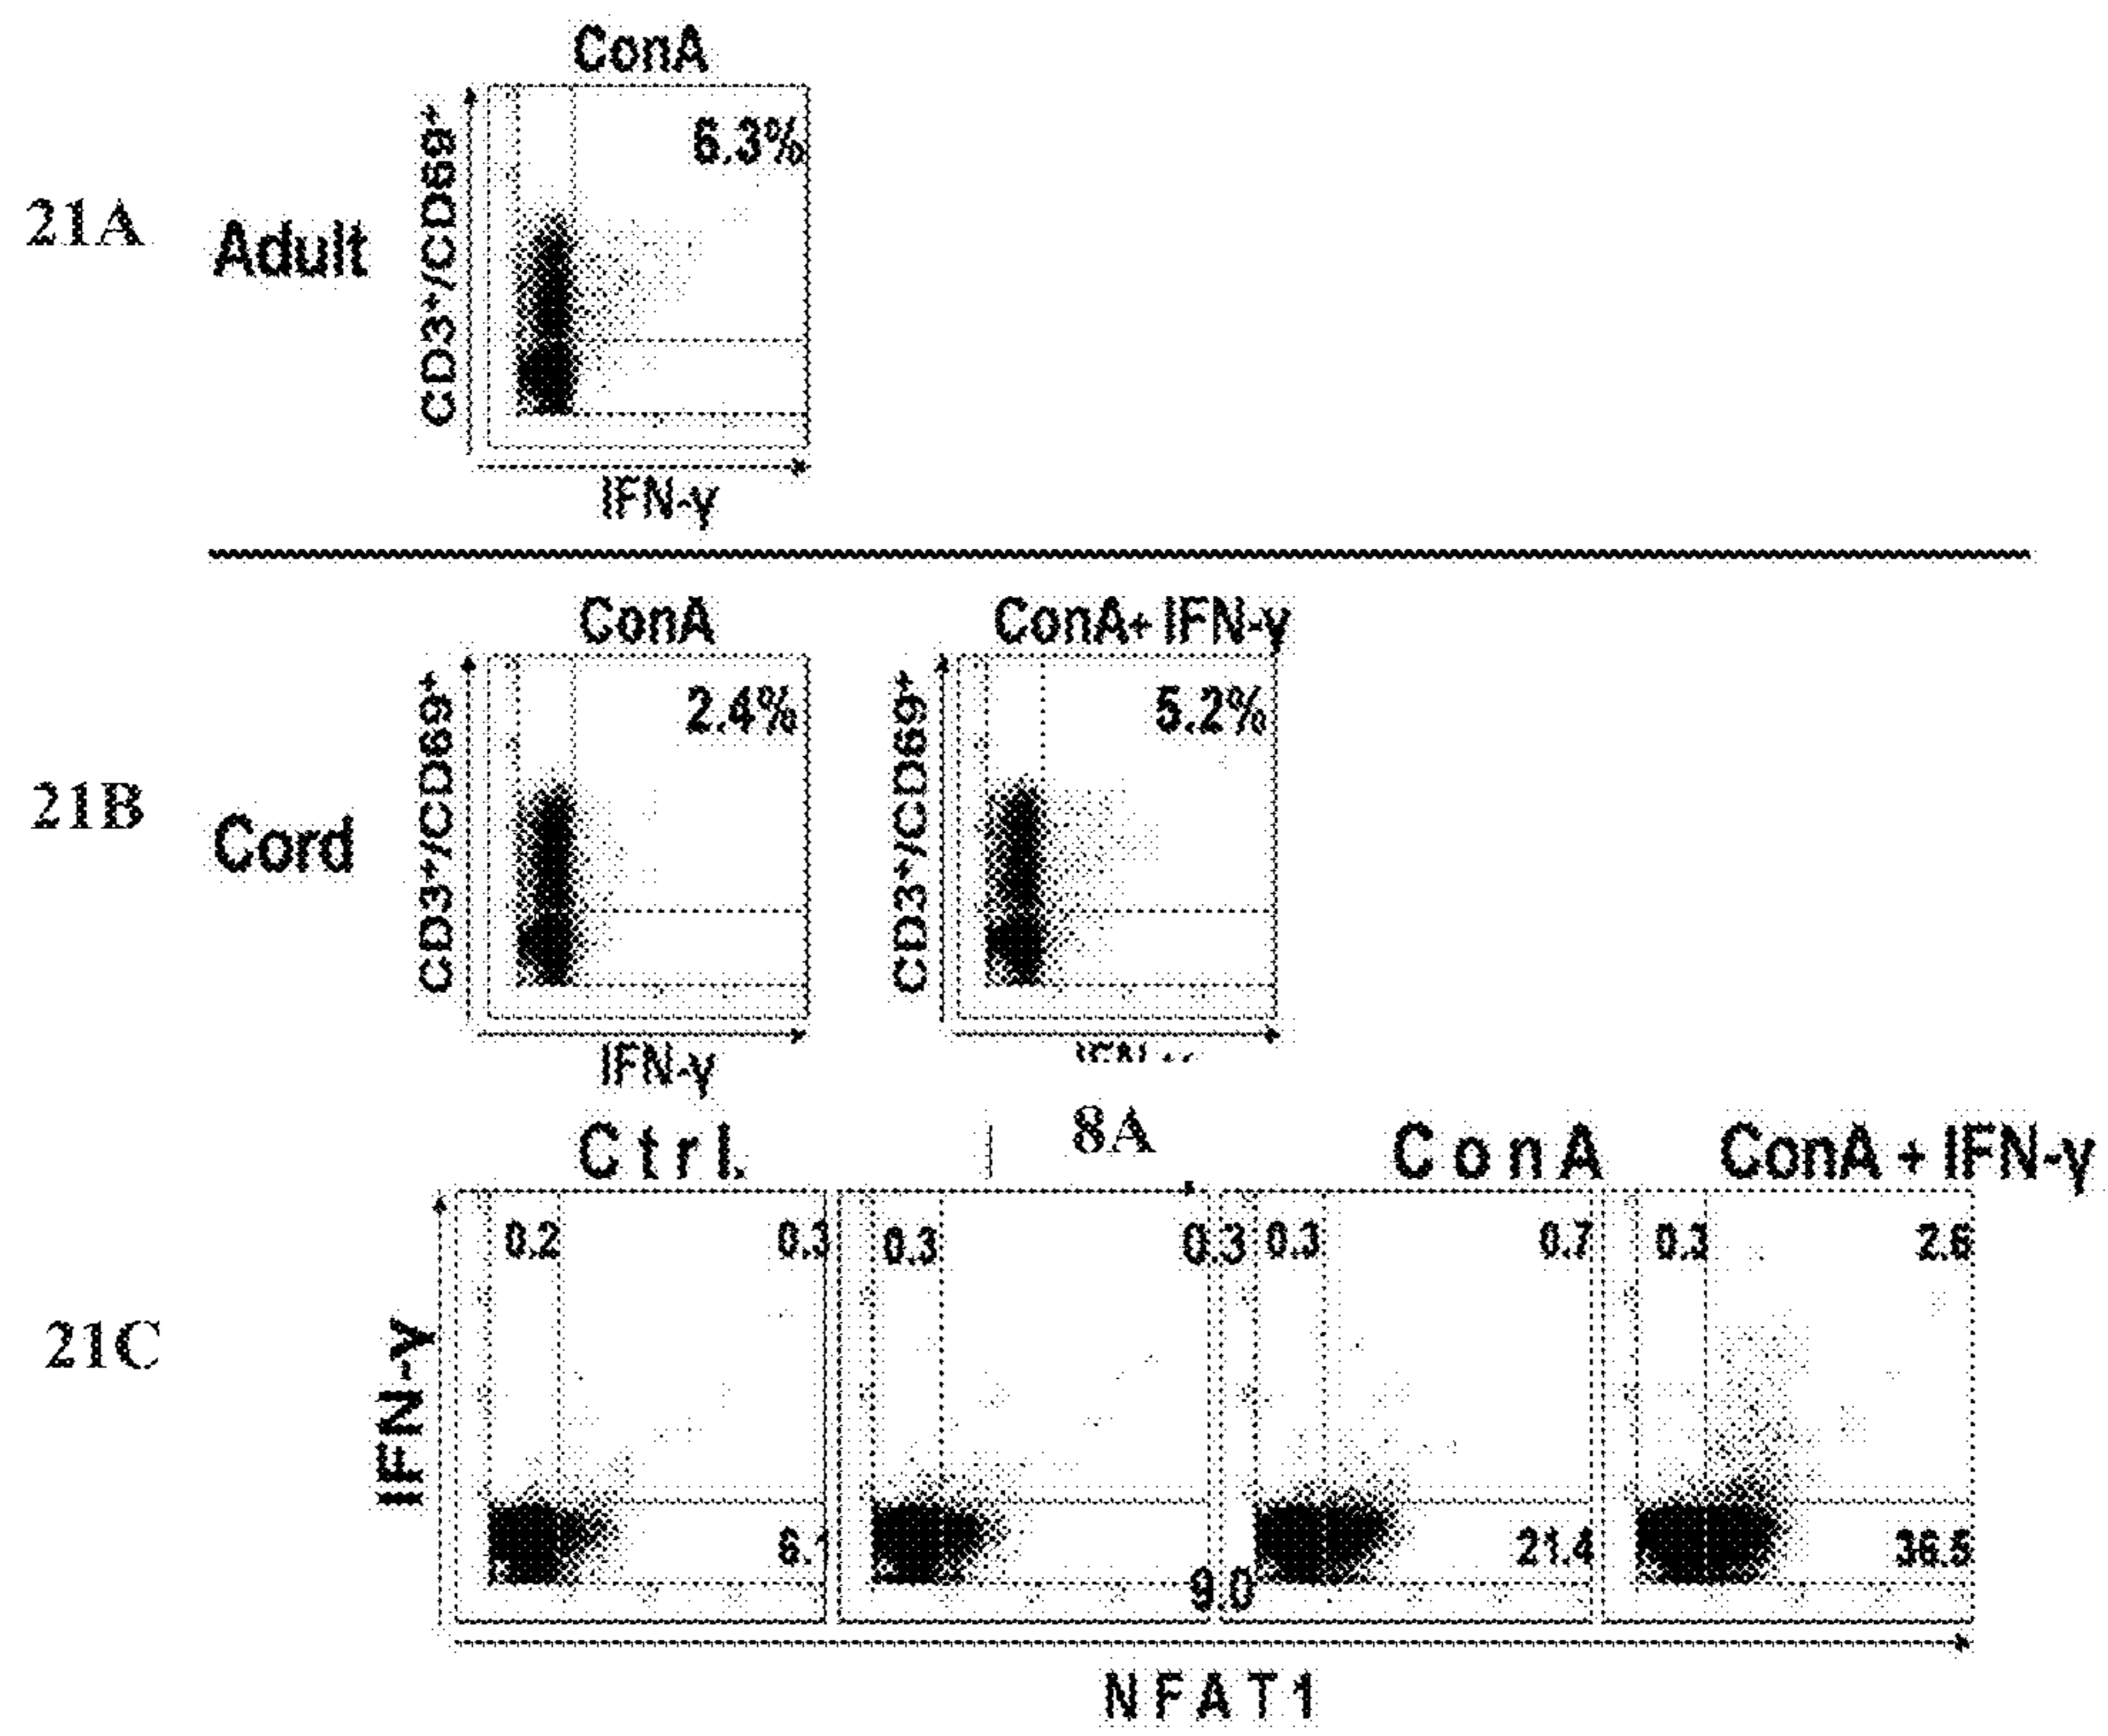 ConA
6.3%
21A
Adult
CD3⁺/CD69⁺
IFN-γ
ConA
ConA+ IFN-γ
2.4%
5.2%
21B
Cord
CD3⁺/CD69⁺
CD3⁺/CD69⁺
IFN-γ
Ctrl.
8A
ConA
ConA + IFN-γ
0.2 0.3 0.3 0.3 0.3 0.7 0.3 2.6
21C
IFN-γ
6.1 9.0 21.4 36.5
NFAT1